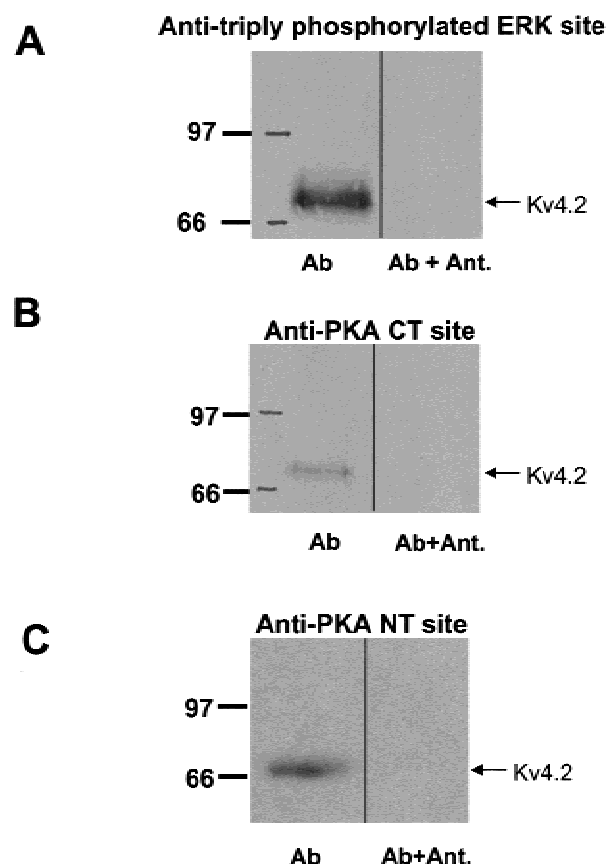 A
Anti-triply phosphorylated ERK site
97
66
Kv4.2
Ab
Ab + Ant.
B
Anti-PKA CT site
97
66
Kv4.2
Ab
Ab+Ant.
C
Anti-PKA NT site
97
66
Kv4.2
Ab
Ab+Ant.